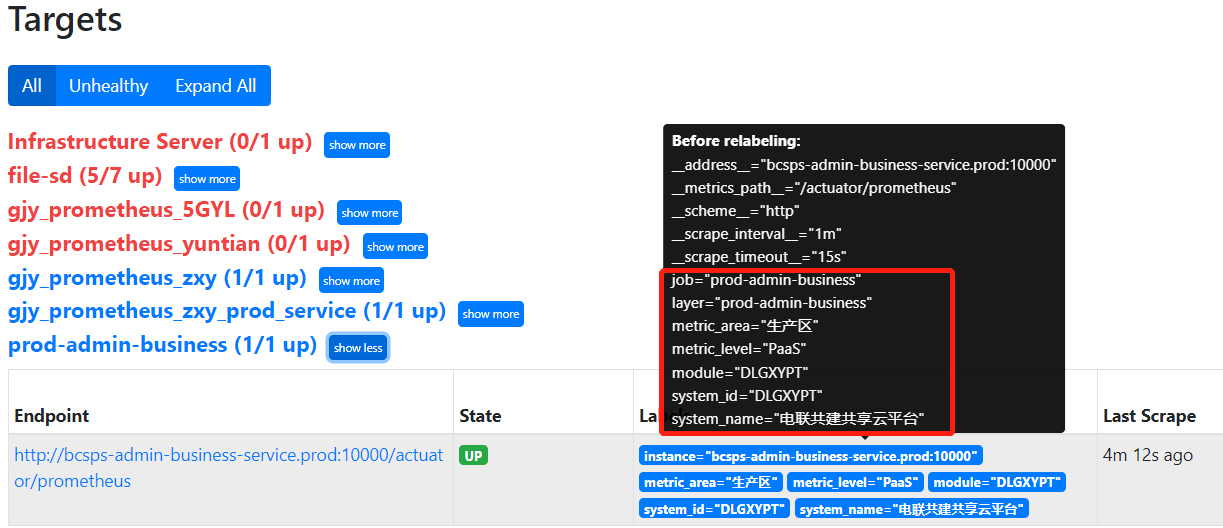 Targets
All Unhealthy Expand All
Infrastructure Server (0/1 up) show more
file-sd (5/7 up) show more
gjy_prometheus_5GYL (0/1 up) show more
gjy_prometheus_yuntian (0/1 up) show more
gjy_prometheus_zxy (1/1 up) show more
gjy_prometheus_zxy_prod_service (1/1 up) show more
prod-admin-business (1/1 up) show less
Before relabeling:
__address__="bcsps-admin-business-service.prod:10000"
__metrics_path__="/actuator/prometheus"
__scheme__="http"
__scrape_interval__="1m"
__scrape_timeout__="15s"
job="prod-admin-business"
layer="prod-admin-business"
metric_area="生产区"
metric_level="PaaS"
module="DLGXYPT"
system_id="DLGXYPT"
system_name="电联共建共享云平台"
Endpoint State Last Scrape
http://bcsps-admin-business-service.prod:10000/actuat
or/prometheus
UP
instance="bcsps-admin-business-service.prod:10000"
metric_area="生产区" metric_level="PaaS" module="DLGXYPT"
system_id="DLGXYPT" system_name="电联共建共享云平台"
4m 12s ago